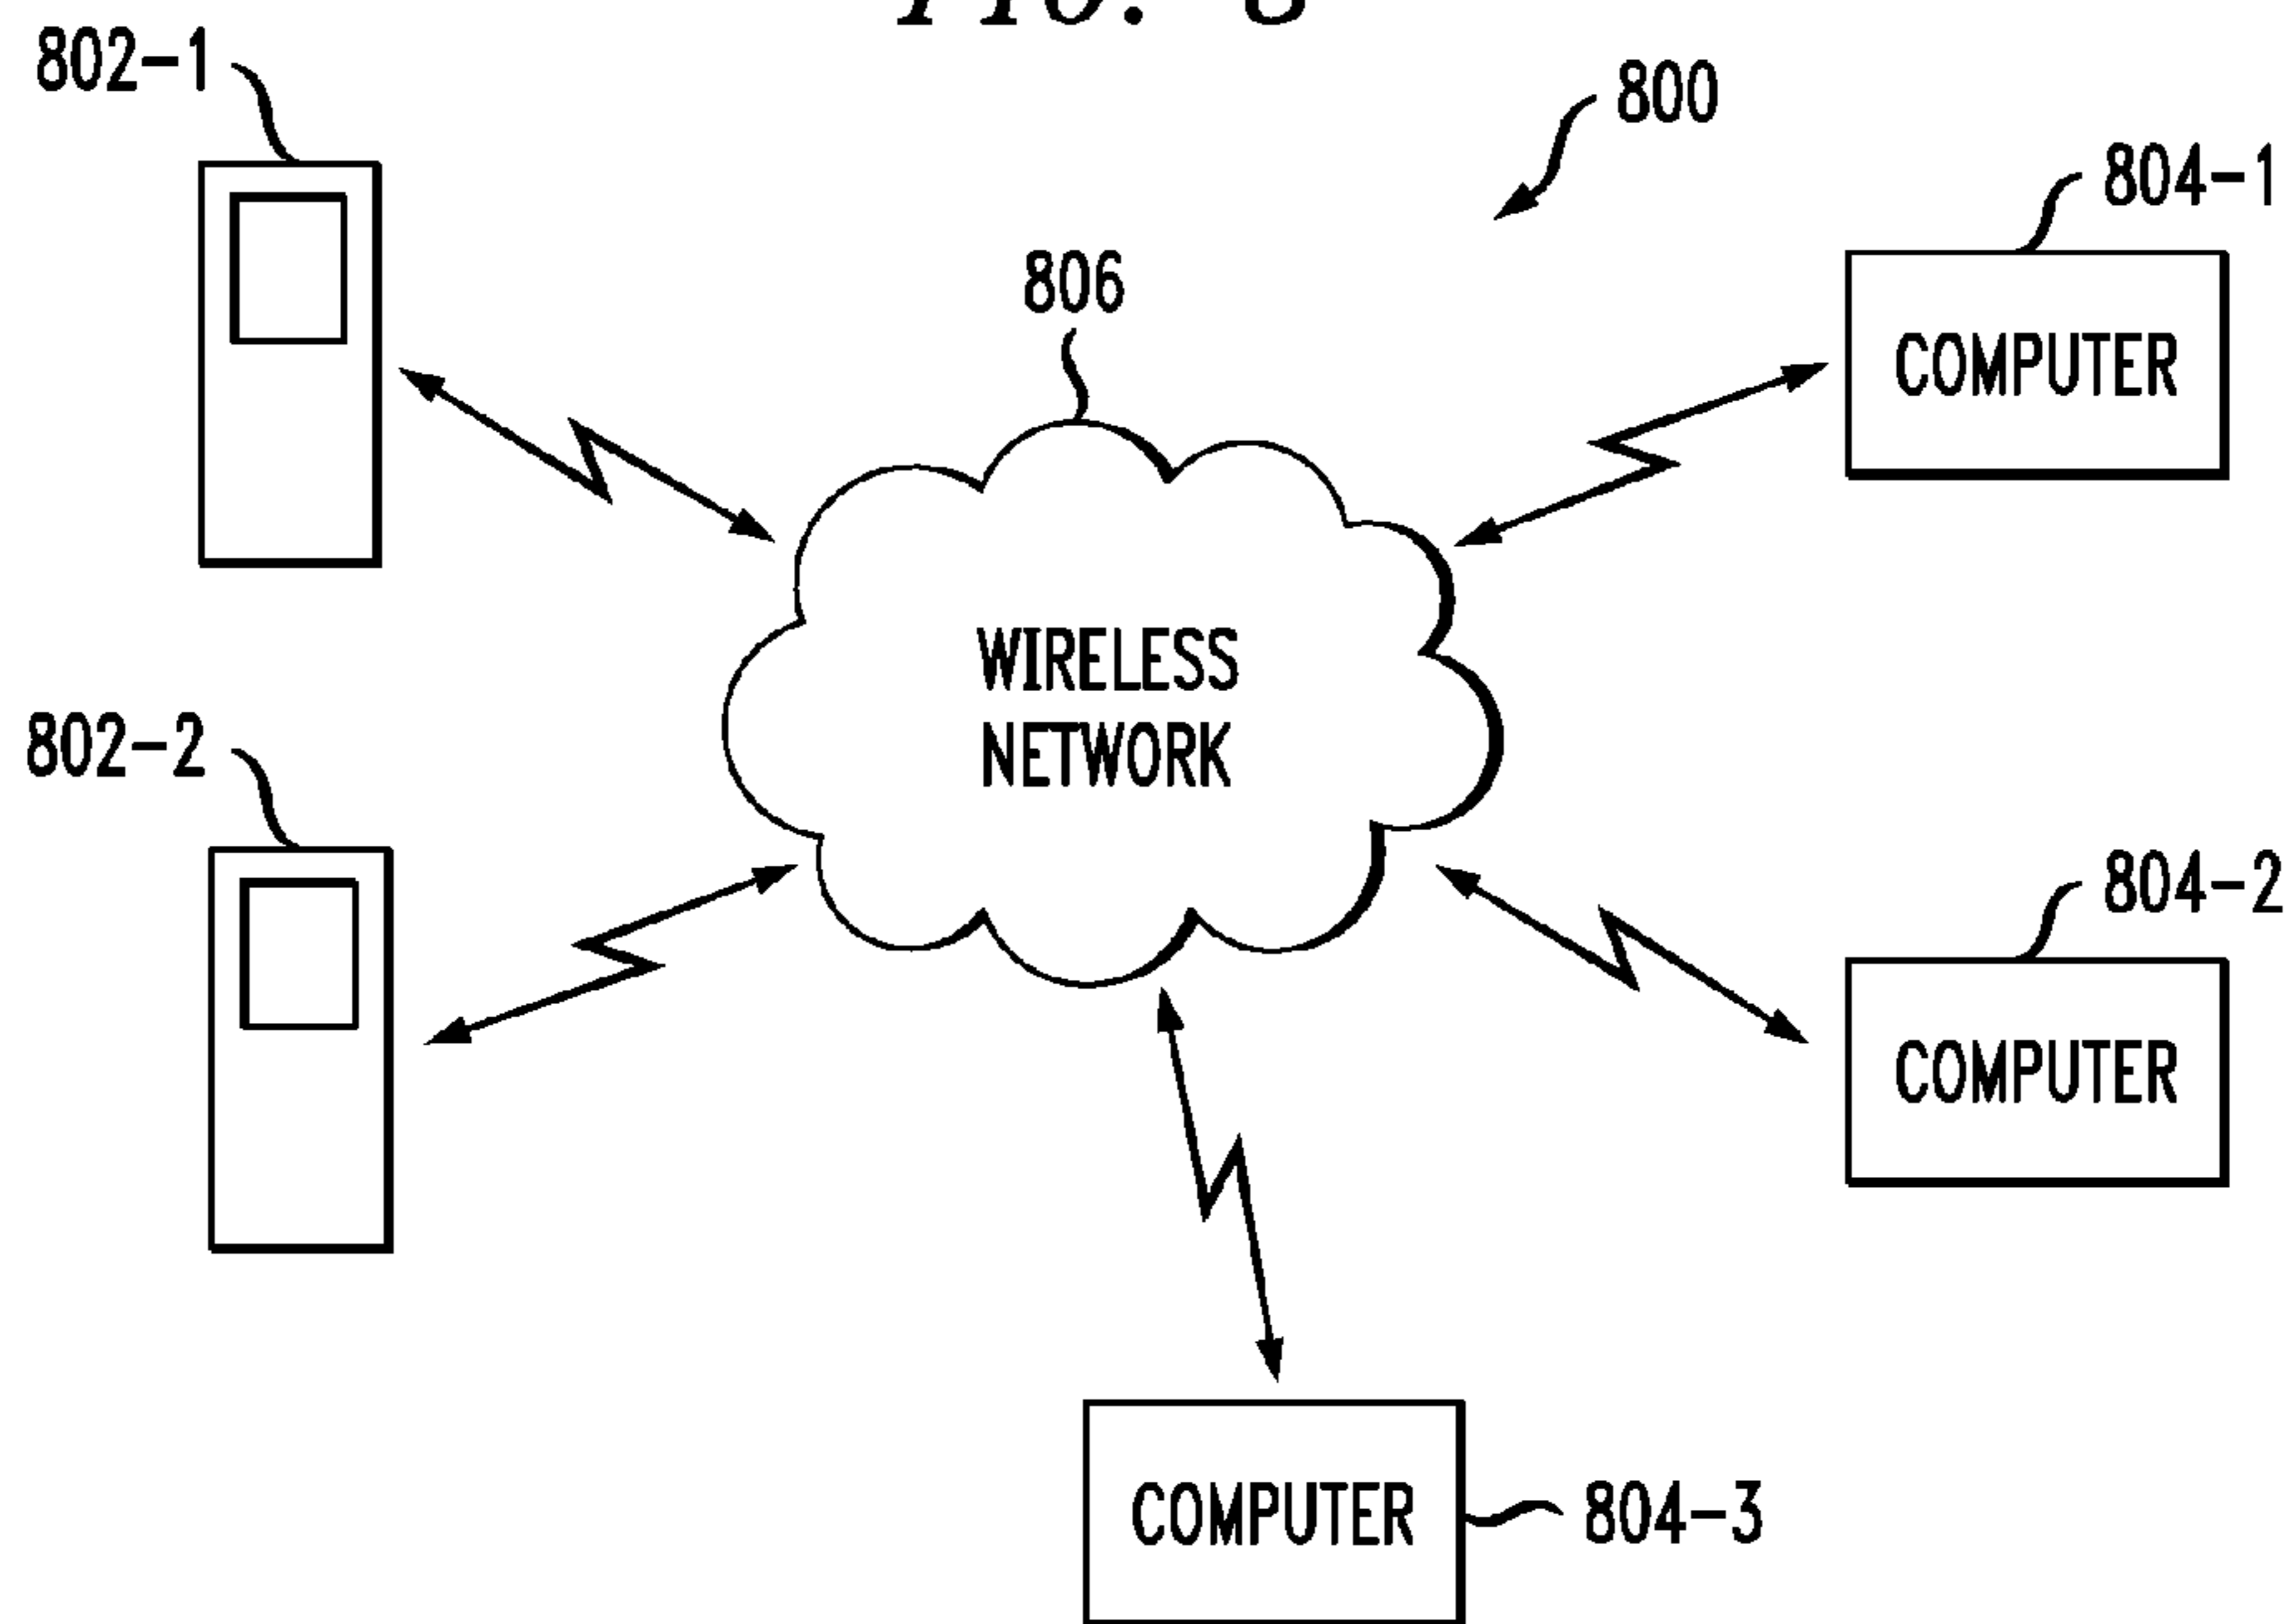 802-1
800
804-1
806
COMPUTER
WIRELESS
NETWORK
802-2
804-2
COMPUTER
COMPUTER
804-3